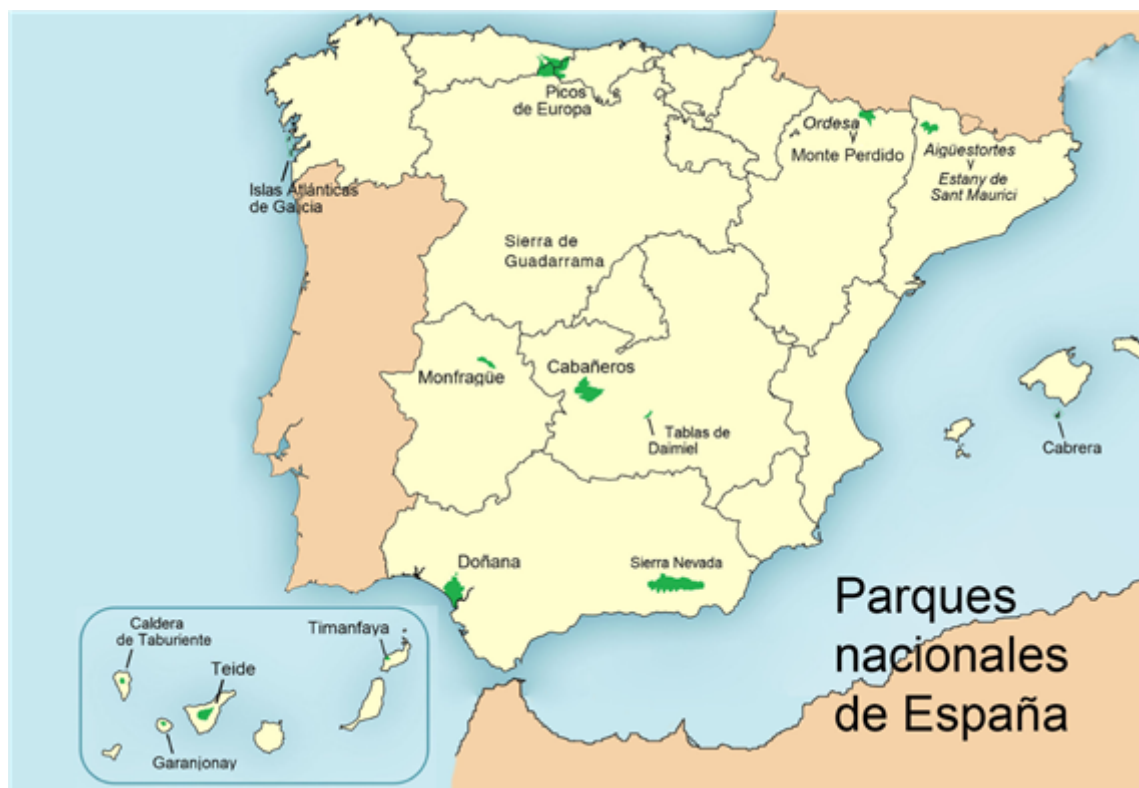 Picos
de Europa
Ordesa
y
Monte Perdido
Aigüestortes
y
Estany de
Sant Maurici
Islas Atlánticas
de Galicia
Sierra de
Guadarrama
Monfragüe
Cabañeros
Tablas de
Daimiel
Cabrera
Doñana
Sierra Nevada
Parques
nacionales
de España
Caldera
de Taburiente
Timanfaya
Teide
Garanjonay